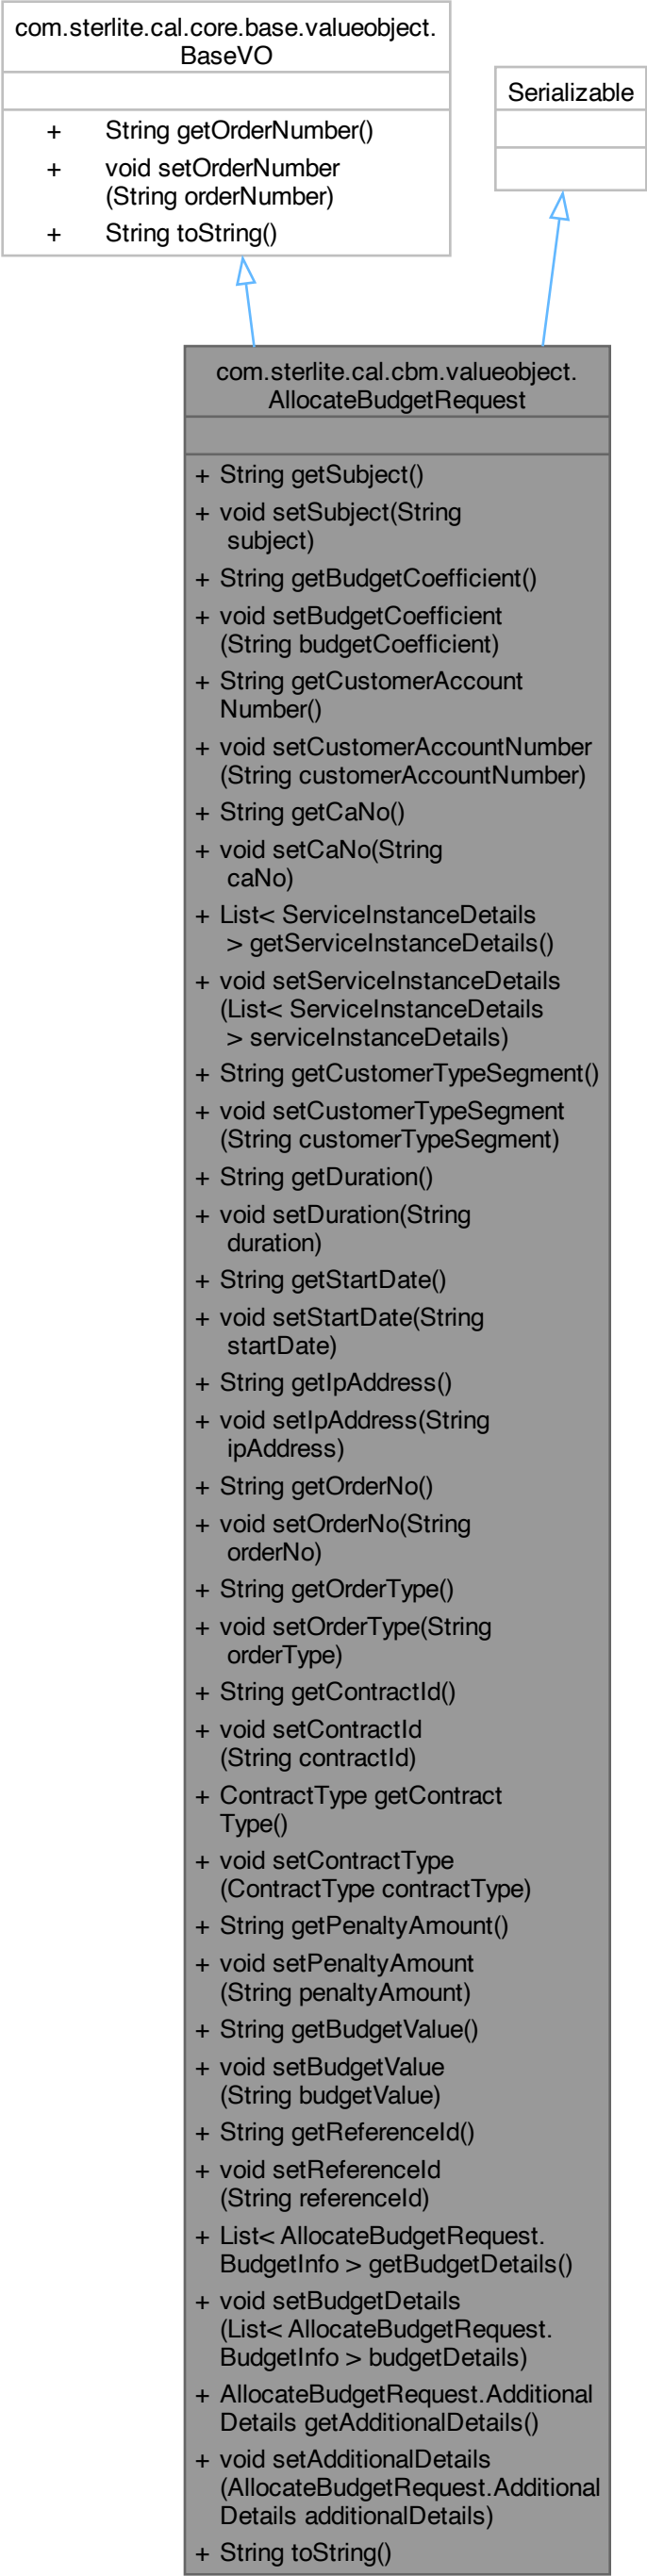 com.sterlite.cal.core.base.valueobject.
BaseVO
+ String getOrderNumber()
+ void setOrderNumber
(String orderNumber)
+ String toString()
Serializable
com.sterlite.cal.cbm.valueobject.
AllocateBudgetRequest
+ String getSubject()
+ void setSubject(String
subject)
+ String getBudgetCoefficient()
+ void setBudgetCoefficient
(String budgetCoefficient)
+ String getCustomerAccount
Number()
+ void setCustomerAccountNumber
(String customerAccountNumber)
+ String getCaNo()
+ void setCaNo(String
caNo)
+ List< ServiceInstanceDetails
> getServiceInstanceDetails()
+ void setServiceInstanceDetails
(List< ServiceInstanceDetails
> serviceInstanceDetails)
+ String getCustomerTypeSegment()
+ void setCustomerTypeSegment
(String customerTypeSegment)
+ String getDuration()
+ void setDuration(String
duration)
+ String getStartDate()
+ void setStartDate(String
startDate)
+ String getIpAddress()
+ void setIpAddress(String
ipAddress)
+ String getOrderNo()
+ void setOrderNo(String
orderNo)
+ String getOrderType()
+ void setOrderType(String
orderType)
+ String getContractId()
+ void setContractId
(String contractId)
+ ContractType getContract
Type()
+ void setContractType
(ContractType contractType)
+ String getPenaltyAmount()
+ void setPenaltyAmount
(String penaltyAmount)
+ String getBudgetValue()
+ void setBudgetValue
(String budgetValue)
+ String getReferenceId()
+ void setReferenceId
(String referenceId)
+ List< AllocateBudgetRequest.
BudgetInfo > getBudgetDetails()
+ void setBudgetDetails
(List< AllocateBudgetRequest.
BudgetInfo > budgetDetails)
+ AllocateBudgetRequest.Additional
Details getAdditionalDetails()
+ void setAdditionalDetails
(AllocateBudgetRequest.Additional
Details additionalDetails)
+ String toString()